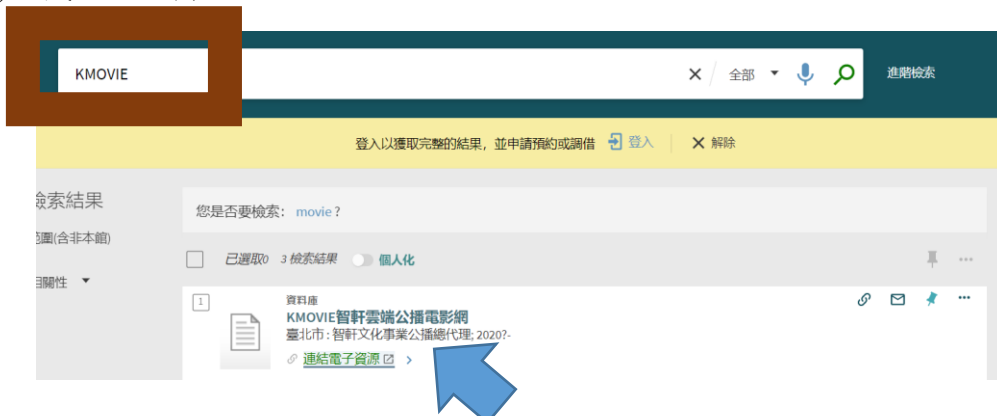 KMOVIE
全部
進階檢索
登入以獲取完整的結果，並申請預約或調借 登入 解除
檢索結果
您是否要檢索： movie？
範圍(含非本館)
已選取0 3 檢索結果 個人化
相關性
1
資料庫
KMOVIE智軒雲端公播電影網
臺北市 : 智軒文化事業公播總代理; 2020?-
連結電子資源